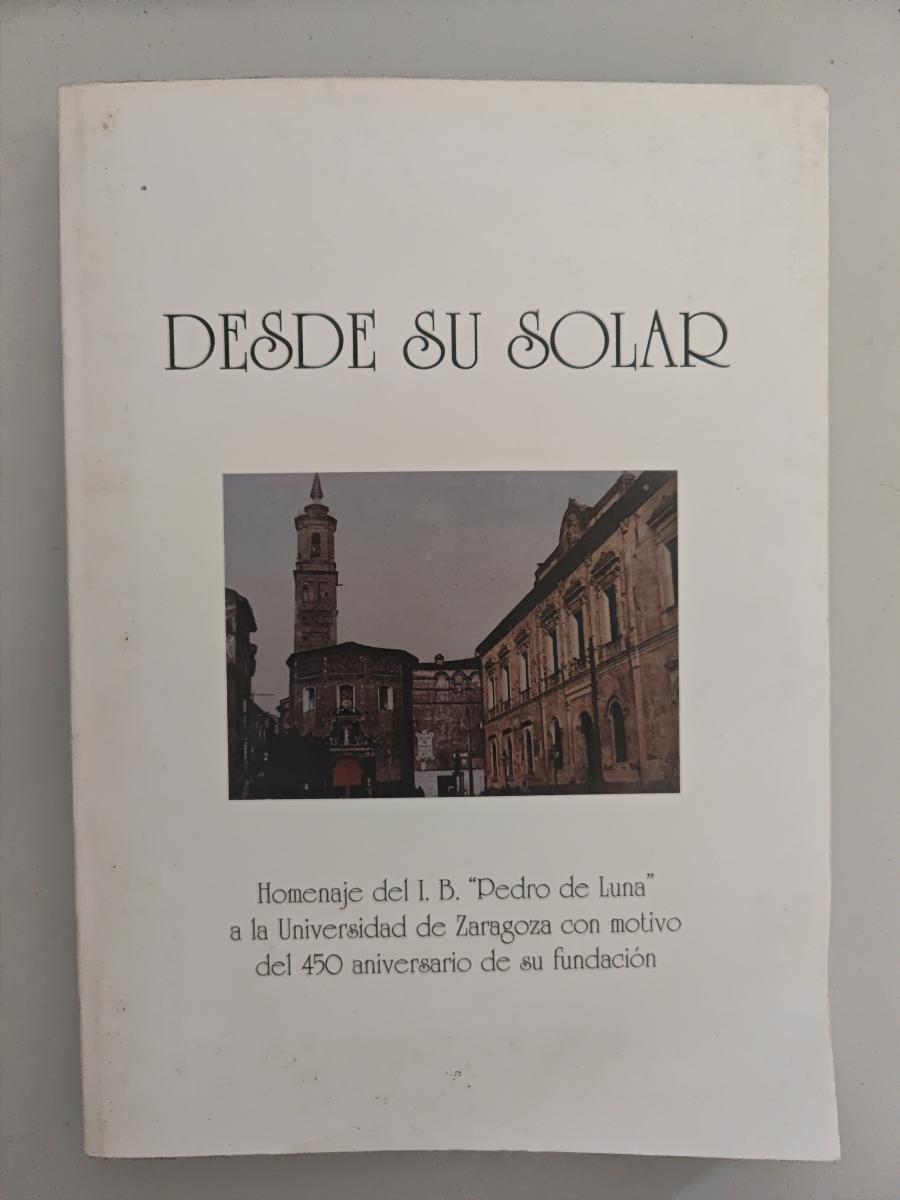 DESDE SU SOLAR
Homenaje del I. B. "Pedro de Luna"
a la Universidad de Zaragoza con motivo
del 450 aniversario de su fundación